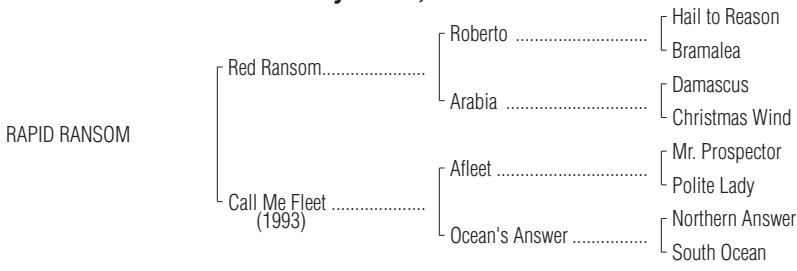 Hail to Reason
Roberto ..............................
Bramalea
Red Ransom......................
Damascus
Arabia ................................
Christmas Wind
RAPID RANSOM
Mr. Prospector
Afleet ..................................
Polite Lady
Call Me Fleet ....................
(1993)
Northern Answer
Ocean's Answer ................
South Ocean